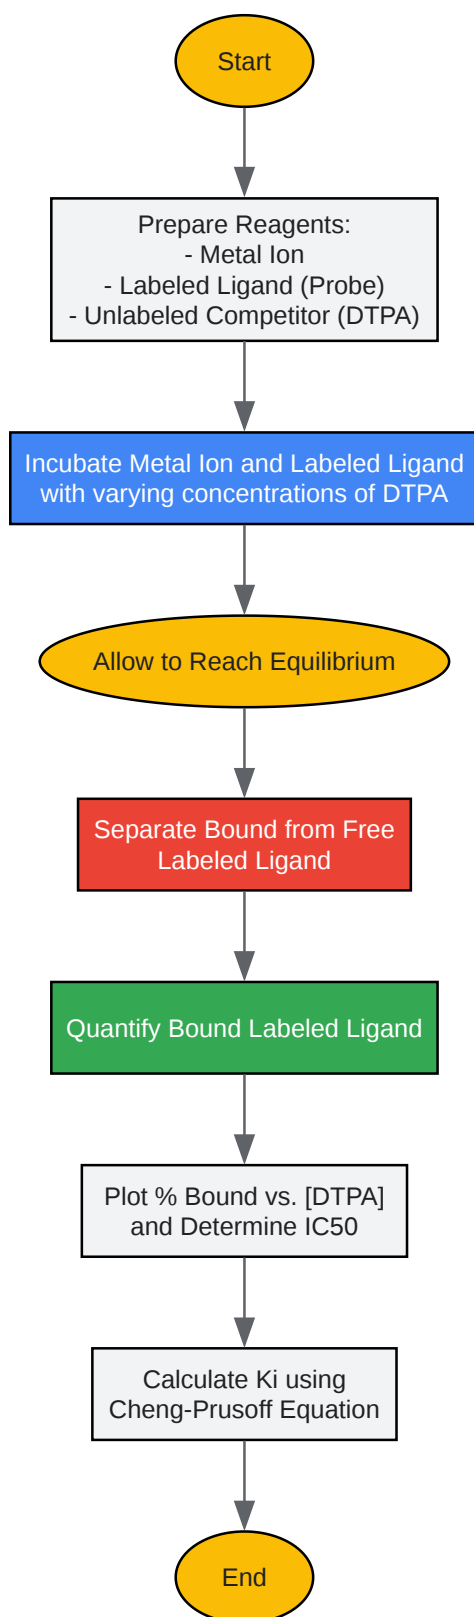 Start
Prepare Reagents:
- Metal Ion
- Labeled Ligand (Probe)
- Unlabeled Competitor (DTPA)
Incubate Metal Ion and Labeled Ligand
with varying concentrations of DTPA
Allow to Reach Equilibrium
Separate Bound from Free
Labeled Ligand
Quantify Bound Labeled Ligand
Plot % Bound vs. [DTPA]
and Determine IC50
Calculate Ki using
Cheng-Prusoff Equation
End